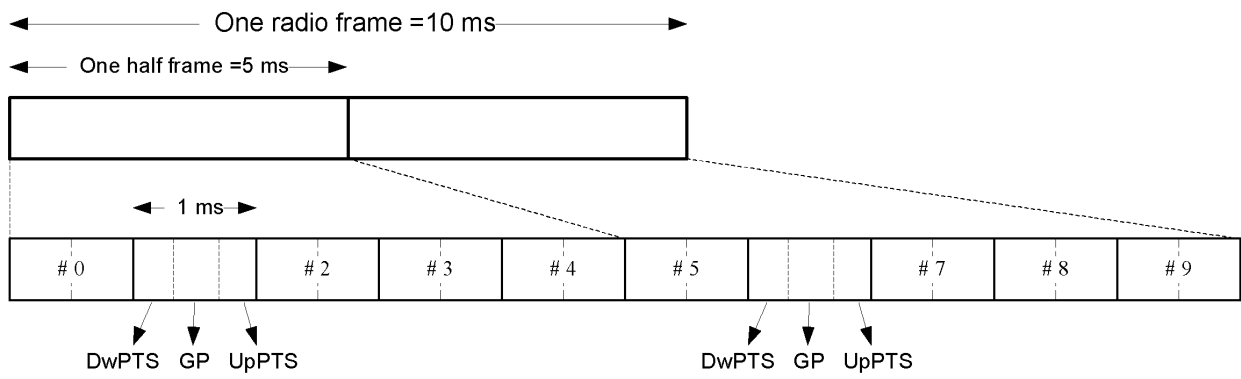 One radio frame =10 ms
One half frame =5 ms
1 ms
# 0 # 2 # 3 # 4 # 5 # 7 # 8 # 9
DwPTS GP UpPTS DwPTS GP UpPTS